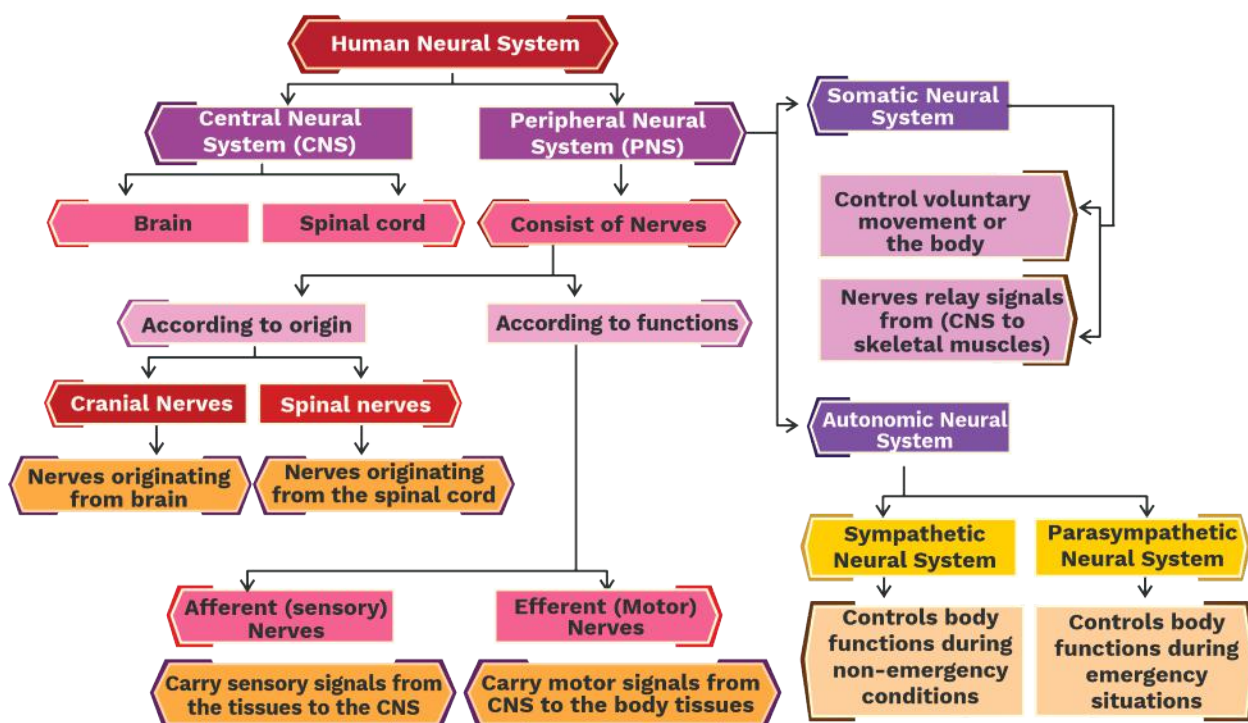 Human Neural System
Central Neural
System (CNS)
Peripheral Neural
System (PNS)
Somatic Neural
System
Brain
Spinal cord
Consist of Nerves
Control voluntary
movement or
the body
Nerves relay signals
from (CNS to
skeletal muscles)
According to origin
According to functions
Cranial Nerves
Spinal nerves
Autonomic Neural
System
Nerves originating
from brain
Nerves originating
from the spinal cord
Sympathetic
Neural System
Parasympathetic
Neural System
Afferent (sensory)
Nerves
Efferent (Motor)
Nerves
Controls body
functions during
non-emergency
conditions
Controls body
functions during
emergency
situations
Carry sensory signals from
the tissues to the CNS
Carry motor signals from
CNS to the body tissues